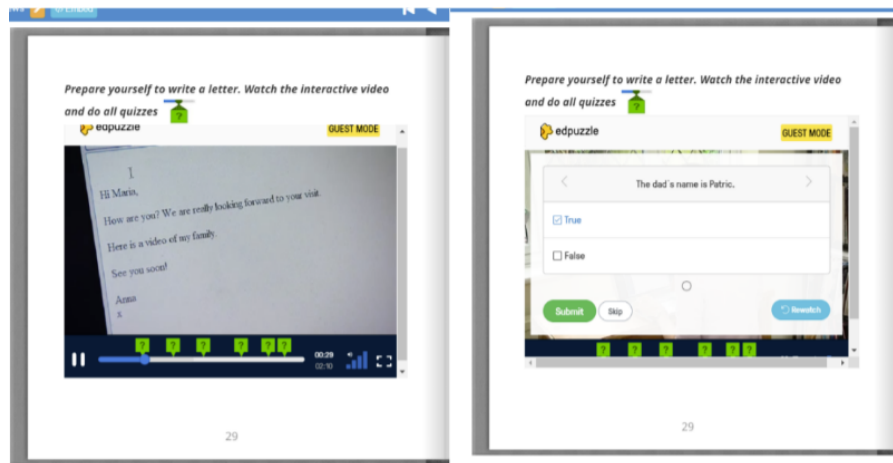 Prepare yourself to write a letter. Watch the interactive video
and do all quizzes
?
edpuzzle
GUEST MODE
Hi Maria,
How are you? We are really looking forward to your visit.
Here is a video of my family.
See you soon!
Anna
x
? ? ? ? ? ?
00:29
02:10
29
Prepare yourself to write a letter. Watch the interactive video
and do all quizzes
?
edpuzzle
GUEST MODE
The dad's name is Patric.
True
False
Submit
Skip
Rewatch
? ? ? ? ? ?
29